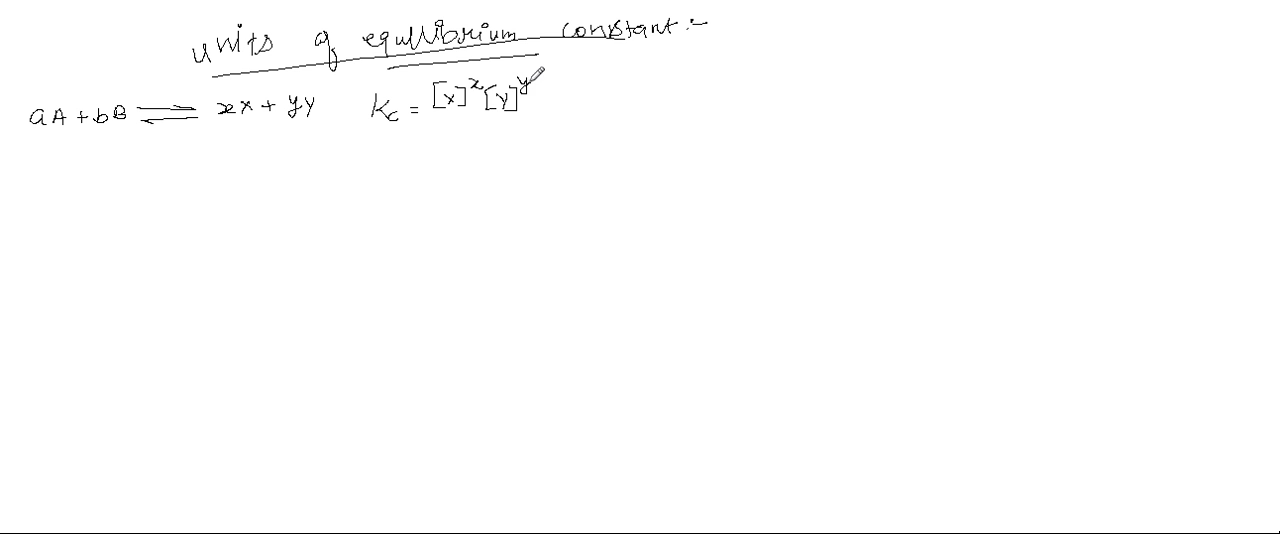 units of equilibrium constant :-
aA + bB ⇌ xX + yY Kc = [X]^x [Y]^y